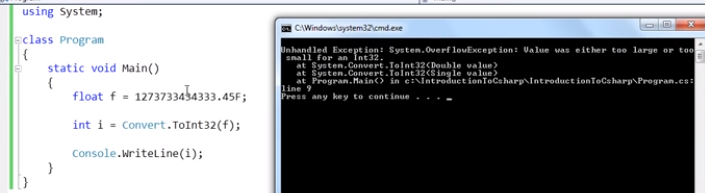 using System;
class Program
{
static void Main()
{
float f = 1273733434333.45F;
int i = Convert.ToInt32(f);
Console.WriteLine(i);
}
}
C:\Windows\system32\cmd.exe
Unhandled Exception: System.OverflowException: Value was either too large or too
small for an Int32.
at System.Convert.ToInt32(Double value)
at System.Convert.ToInt32(Single value)
at Program.Main() in c:\IntroductionToCsharp\IntroductionToCsharp\Program.cs:
line 9
Press any key to continue . . . _